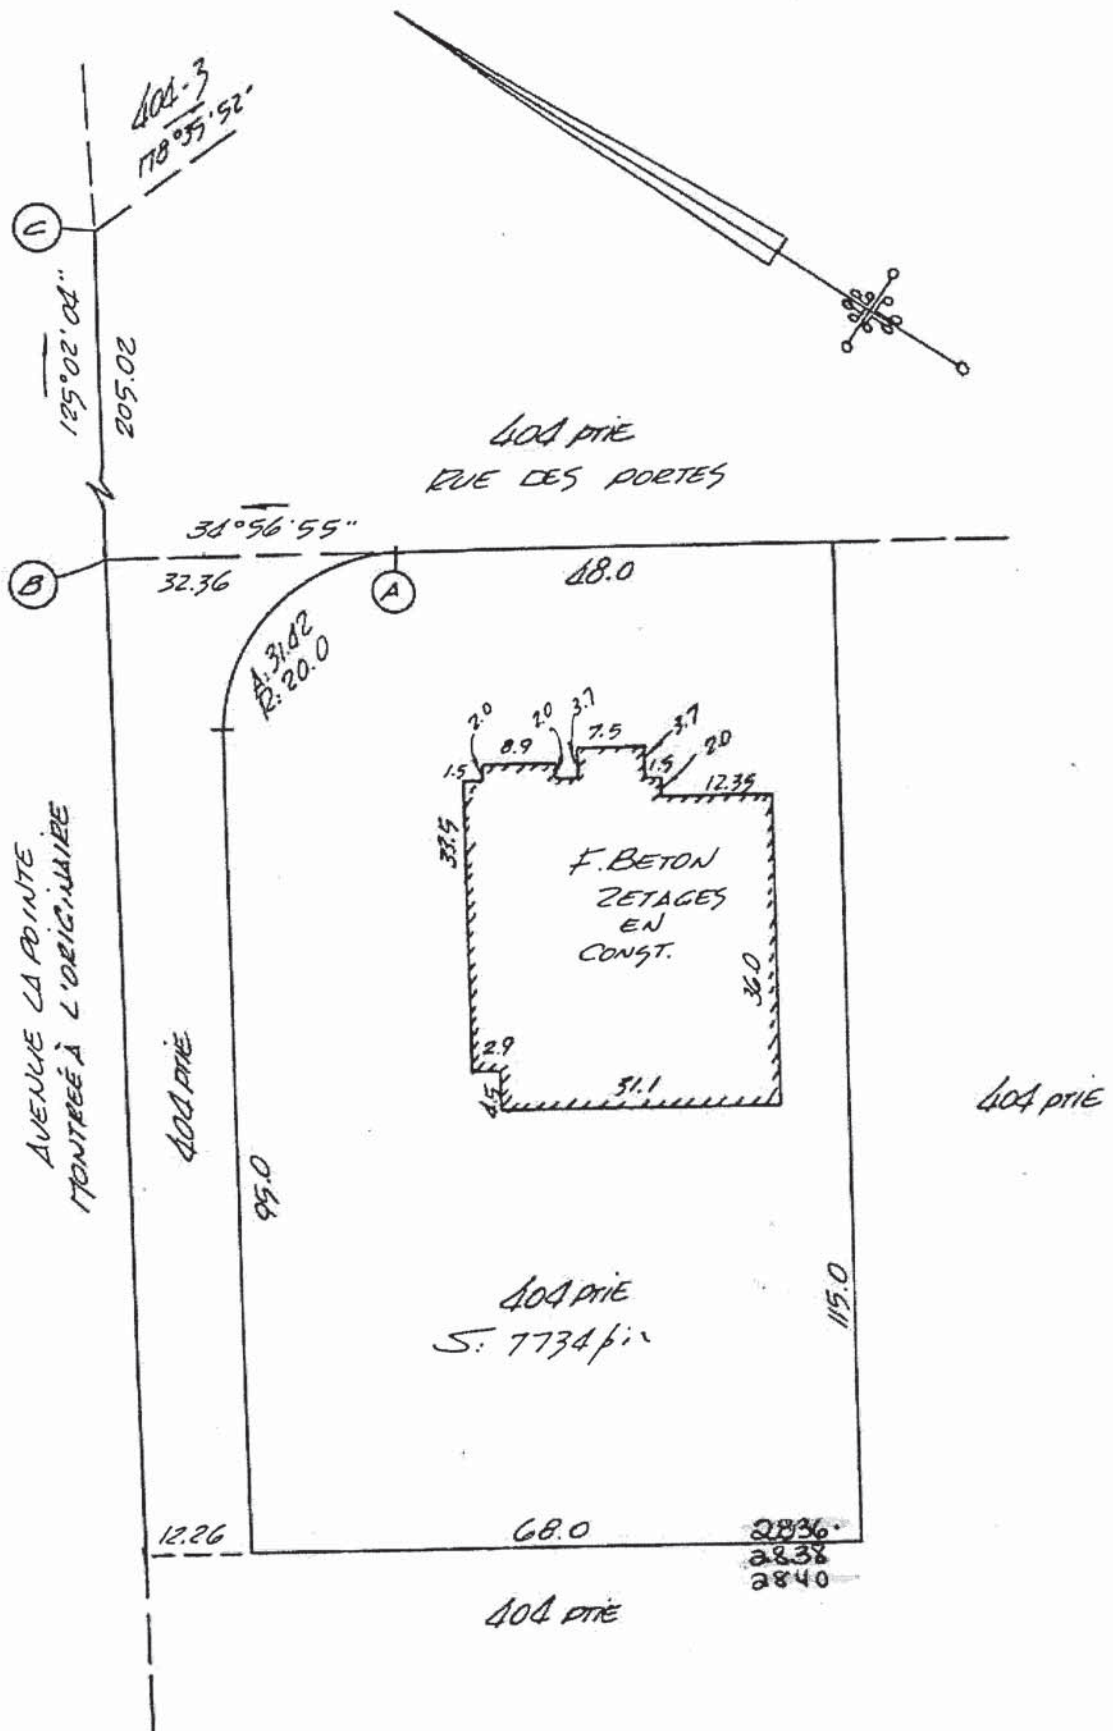 404-3
178°35'52"
C
125°02'04"
205.02
404 PTIE
RUE DES PORTES
34°56'55"
B
32.36
A
48.0
A: 31.42
R: 20.0
2.0
8.9
2.0
3.7
7.5
3.7
2.0
1.5
1.5
12.35
33.5
F. BETON
2ETAGES
EN
CONST.
36.0
2.9
4.5
31.1
AVENUE LA POINTE
MONTREÉ À L'ORIGINAIRE
404 PTIE
95.0
404 PTIE
404 PTIE
S: 7734 pi²
115.0
12.26
68.0
2836
2838
2840
404 PTIE